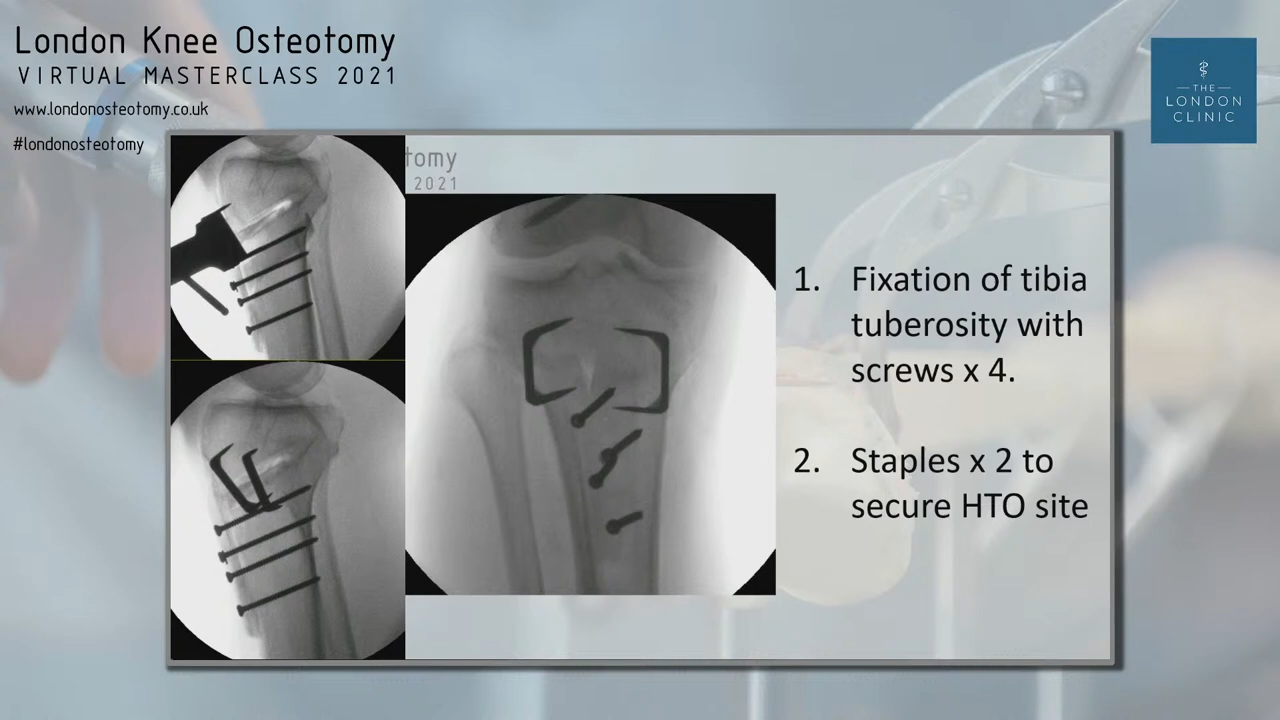 London Knee Osteotomy
VIRTUAL MASTERCLASS 2021
www.londonosteotomy.co.uk
#londonosteotomy
THE
LONDON
CLINIC
tomy
2021
1. Fixation of tibia
tuberosity with
screws x 4.
2. Staples x 2 to
secure HTO site